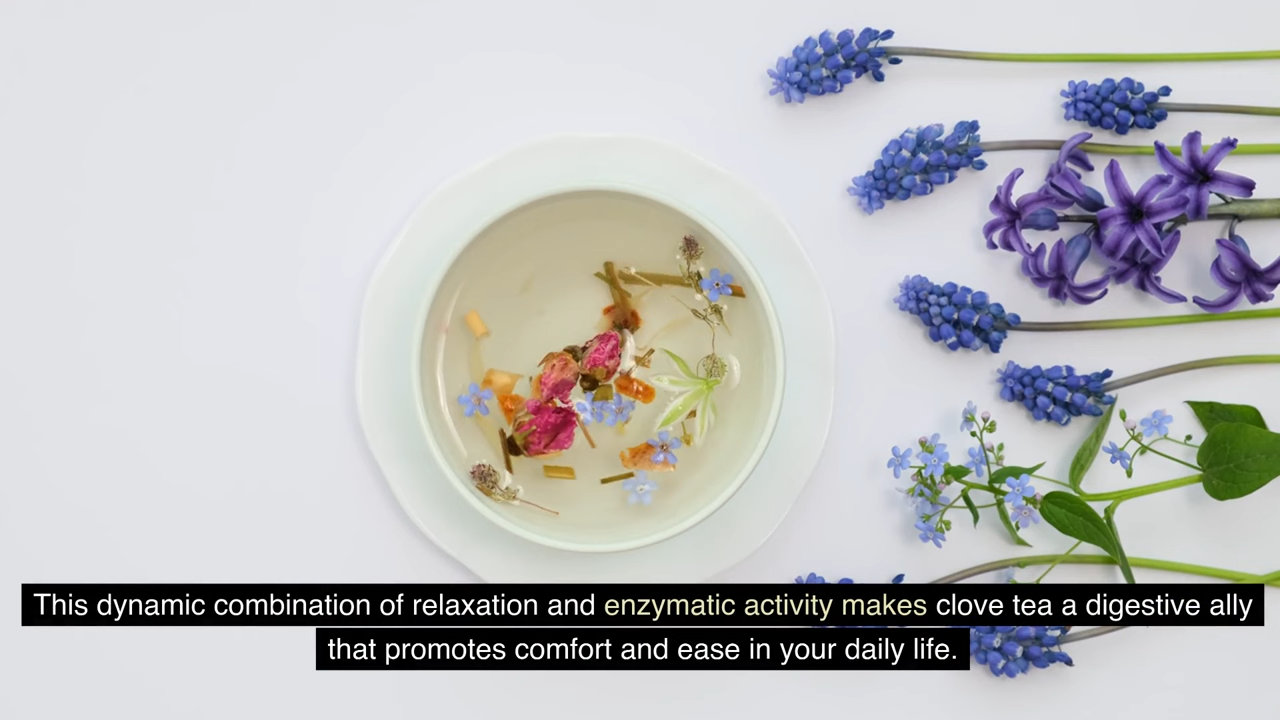 This dynamic combination of relaxation and enzymatic activity makes clove tea a digestive ally
that promotes comfort and ease in your daily life.